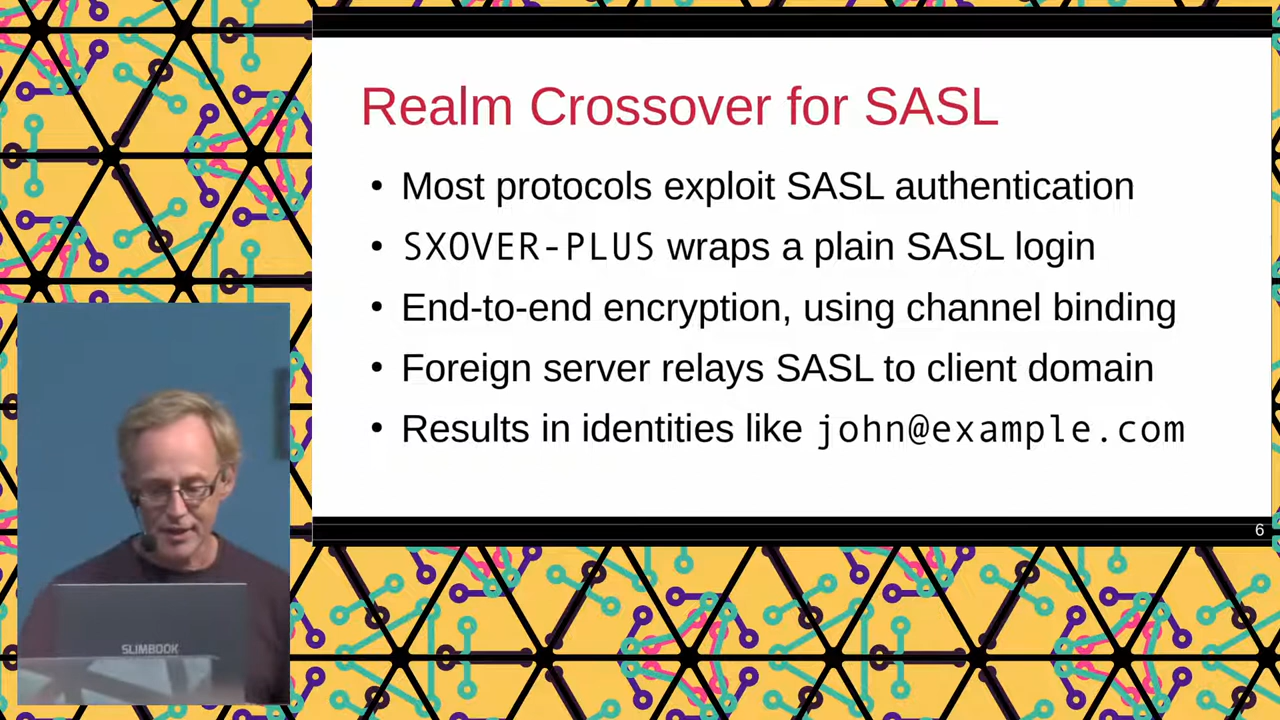 Realm Crossover for SASL
• Most protocols exploit SASL authentication
• SXOVER-PLUS wraps a plain SASL login
• End-to-end encryption, using channel binding
• Foreign server relays SASL to client domain
• Results in identities like john@example.com
6
SLIMBOOK